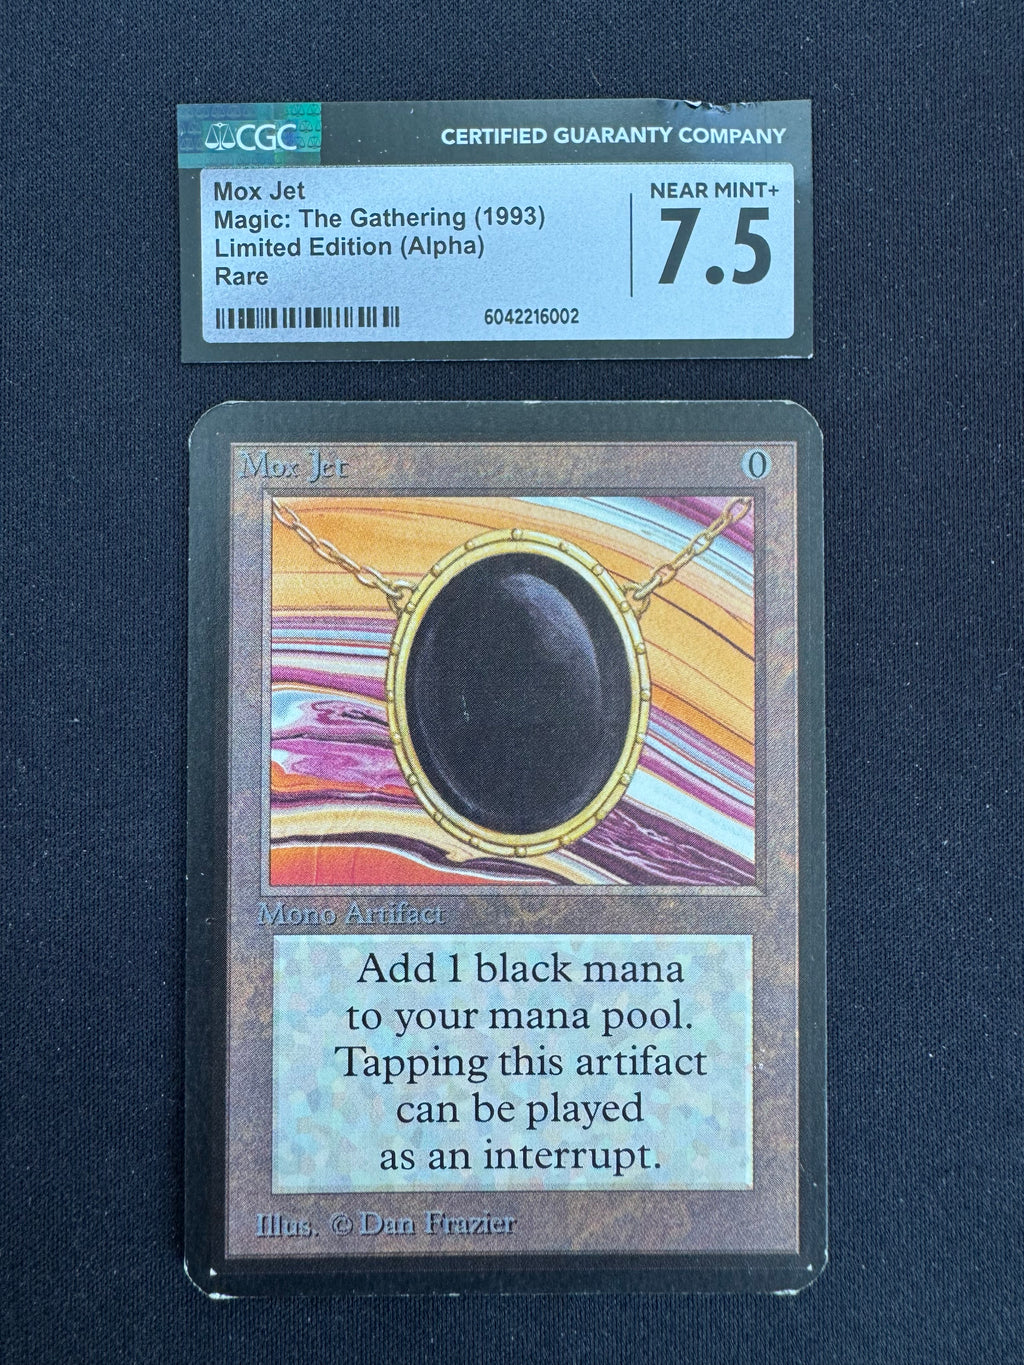 CGC
CERTIFIED GUARANTY COMPANY
Mox Jet
Magic: The Gathering (1993)
Limited Edition (Alpha)
Rare
NEAR MINT+
7.5
6042216002
Mox Jet
0
Mono Artifact
Add 1 black mana
to your mana pool.
Tapping this artifact
can be played
as an interrupt.
Illus. © Dan Frazier